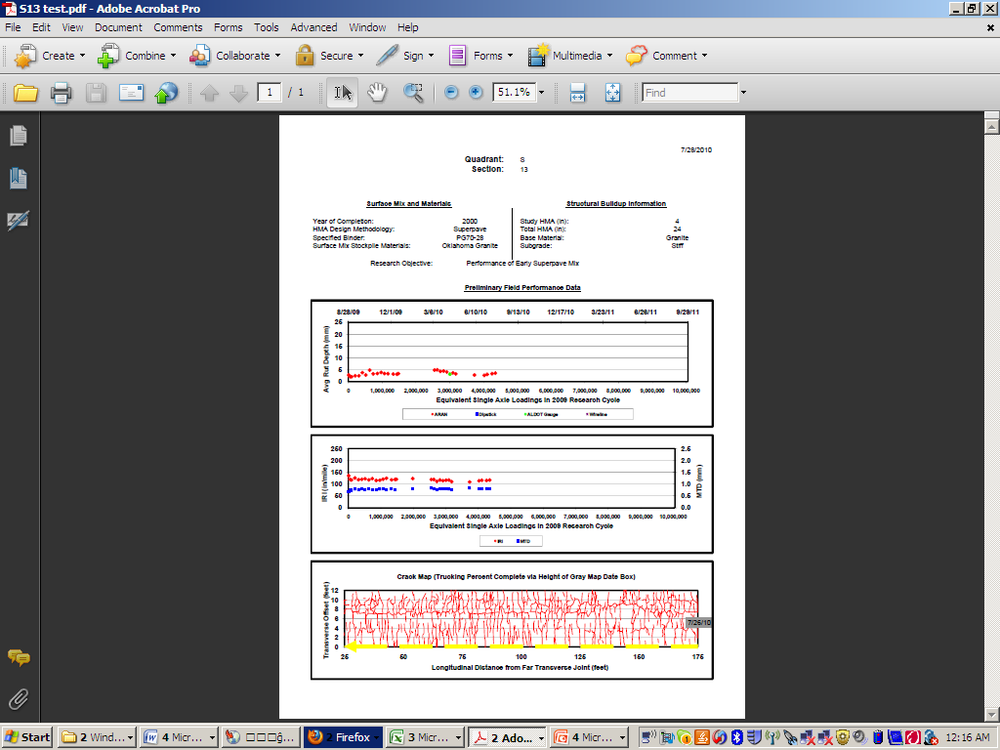 S13 test.pdf - Adobe Acrobat Pro
File Edit View Document Comments Forms Tools Advanced Window Help
Create Combine Collaborate Secure Sign Forms Multimedia Comment
1 / 1 51.1% Find
7/28/2010
Quadrant: S
Section: 13
Surface Mix and Materials
Structural Buildup Information
Year of Completion: 2000
HMA Design Methodology: Superpave
Specified Binder: PG70-28
Surface Mix Stockpile Materials: Oklahoma Granite
Study HMA (in): 4
Total HMA (in): 24
Base Material: Granite
Subgrade: Stiff
Research Objective: Performance of Early Superpave Mix
Preliminary Field Performance Data
8/28/09 12/1/09 3/6/10 6/10/10 9/13/10 12/17/10 3/23/11 6/26/11 9/29/11
25
20
15
10
5
0
Avg Rut Depth (mm)
0 1,000,000 2,000,000 3,000,000 4,000,000 5,000,000 6,000,000 7,000,000 8,000,000 9,000,000 10,000,000
Equivalent Single Axle Loadings in 2009 Research Cycle
ARAN Dipstick ALDOT Gauge Wireline
250 2.5
200 2.0
150 1.5
100 1.0
50 0.5
0 0.0
IRI (in/mile)
MTD (mm)
0 1,000,000 2,000,000 3,000,000 4,000,000 5,000,000 6,000,000 7,000,000 8,000,000 9,000,000 10,000,000
Equivalent Single Axle Loadings in 2009 Research Cycle
IRI MTD
Crack Map (Trucking Percent Complete via Height of Gray Map Date Box)
12
10
8
6
4
2
0
Transverse Offset (feet)
7/26/10
25 50 75 100 125 150 175
Longitudinal Distance from Far Transverse Joint (feet)
Start 2 Wind... 4 Micr... 2 Firefox 3 Micr... 2 Ado... 4 Micr... 12:16 AM